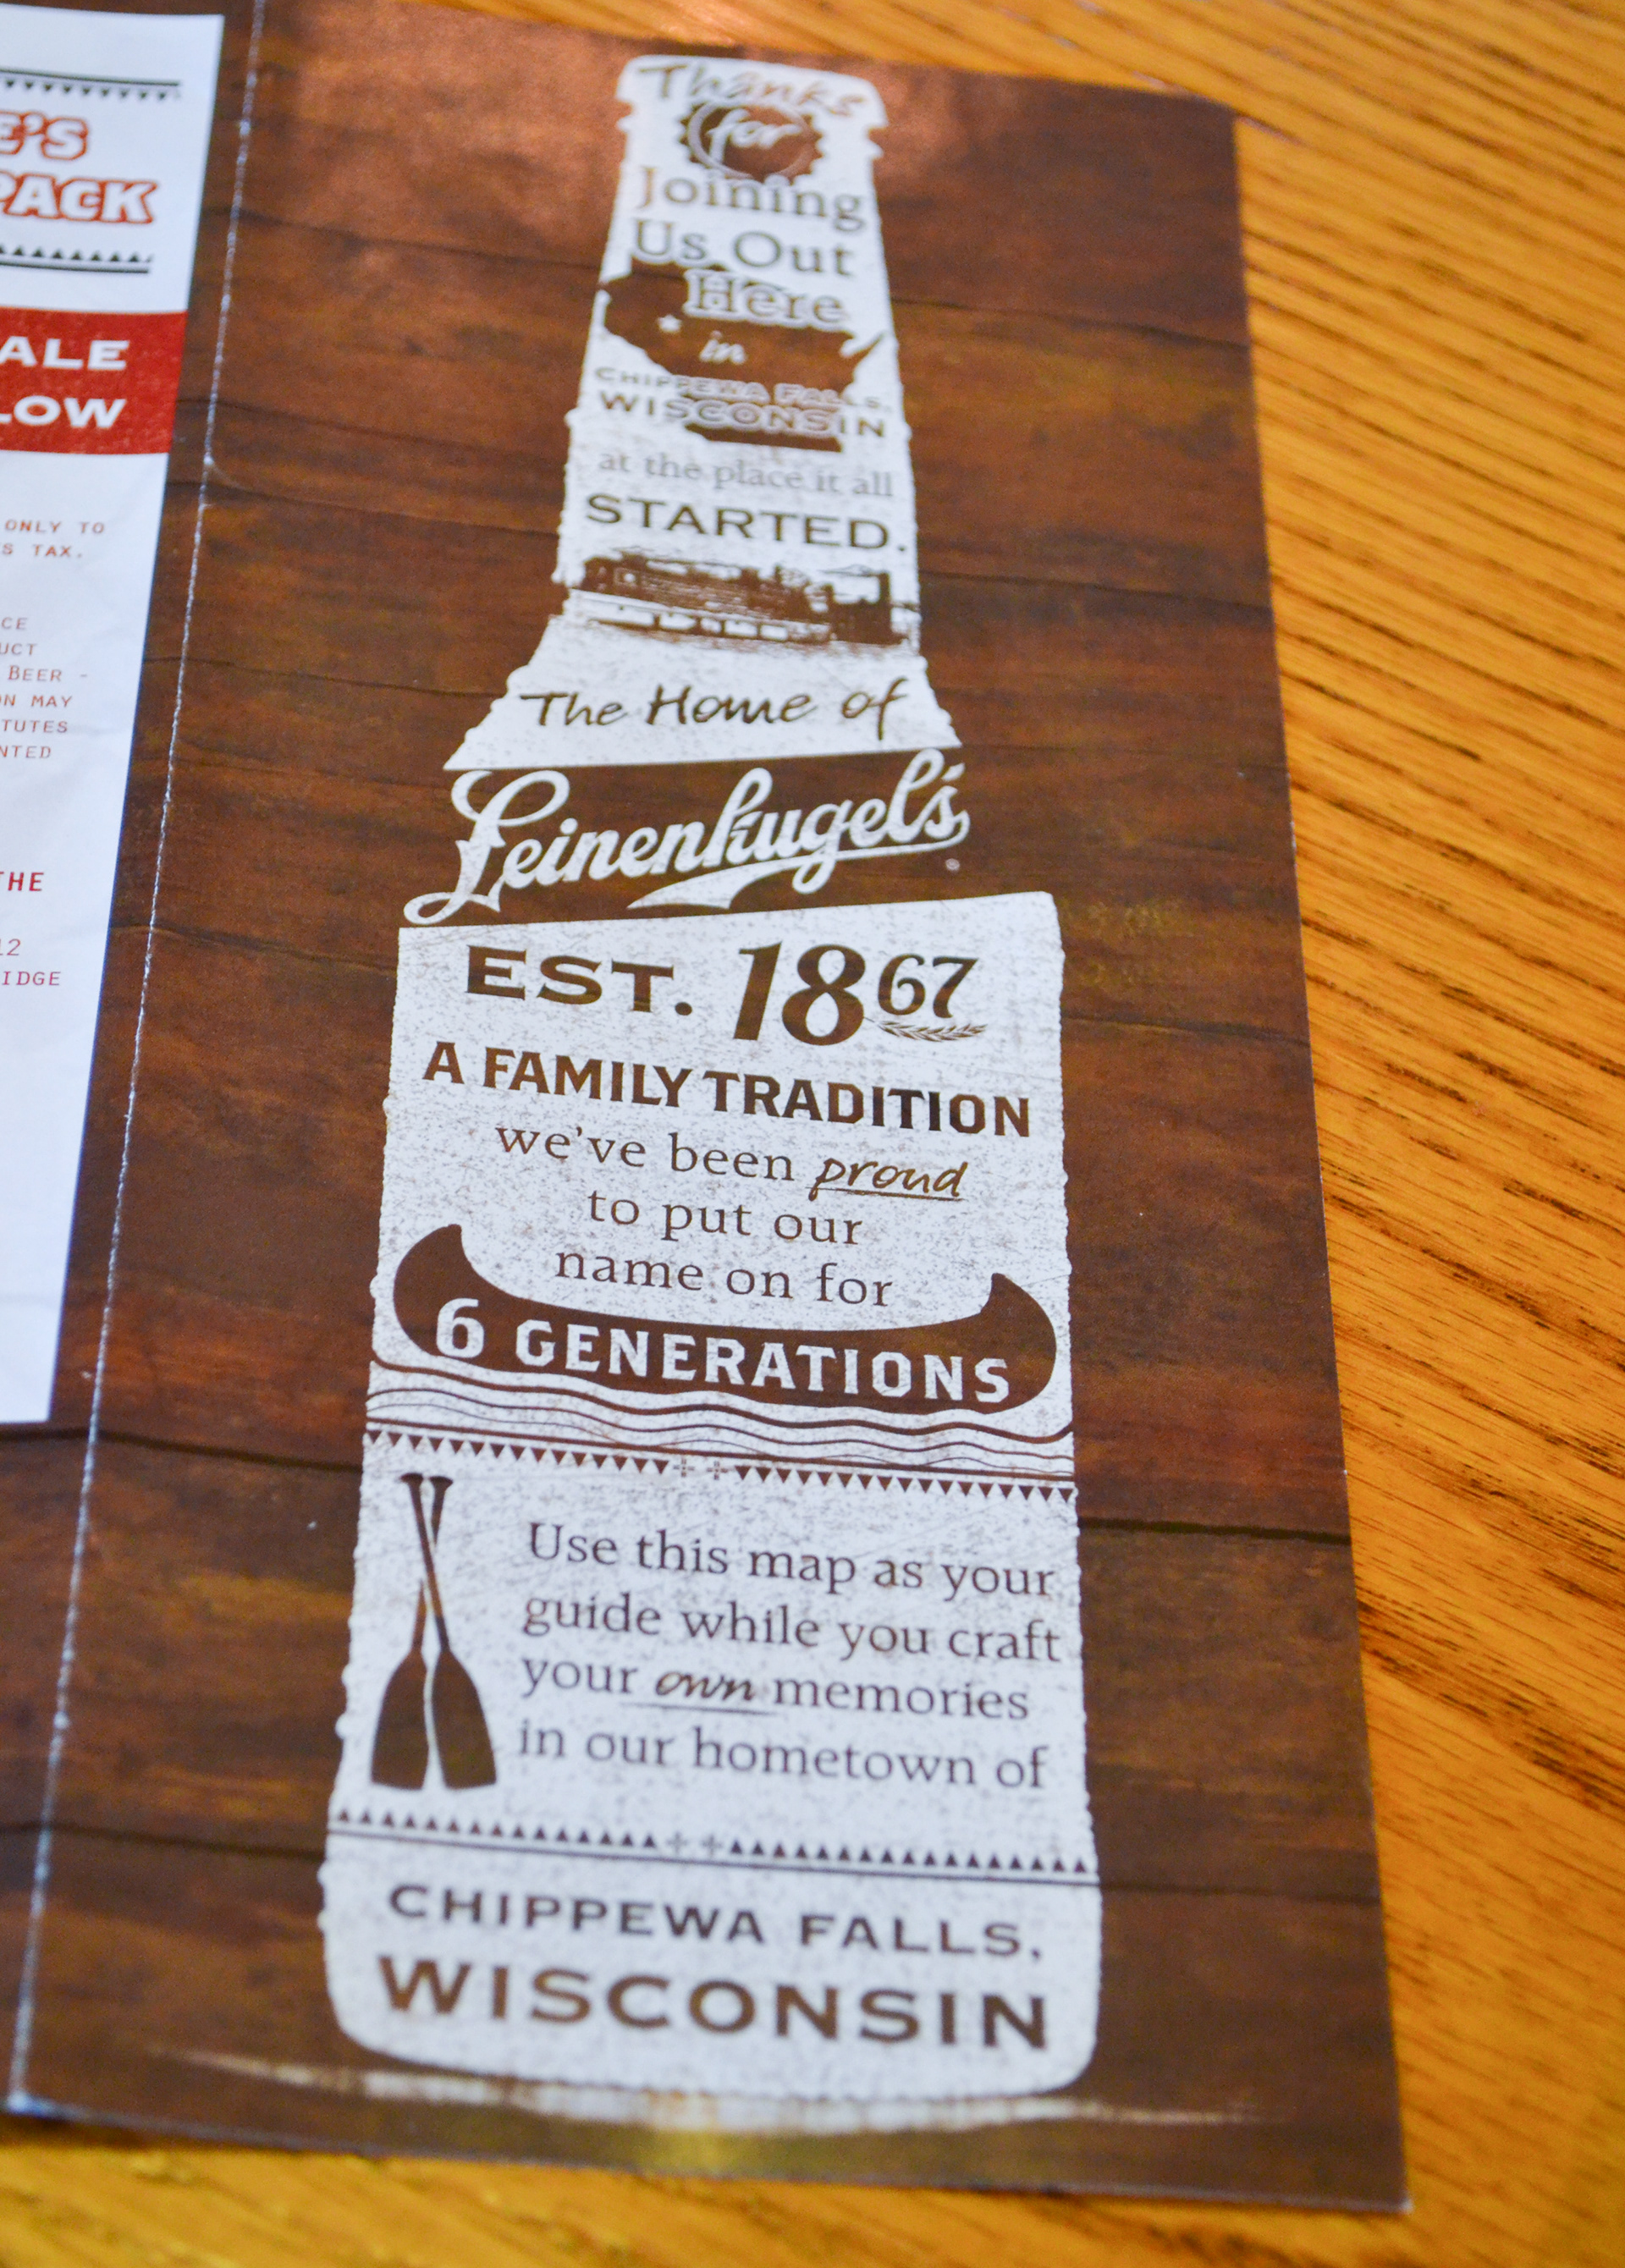 E'S
PACK
ALE
LOW
ONLY TO
S TAX.
CE
UCT
BEER -
ON MAY
TUTES
NTED
THE
12
IDGE
Thanks
for
Joining
Us Out
Here
in
CHIPPEWA FALLS,
WISCONSIN
at the place it all
STARTED.
The Home of
Leinenkugel's
EST. 1867
A FAMILY TRADITION
we've been proud
to put our
name on for
6 GENERATIONS
Use this map as your
guide while you craft
your own memories
in our hometown of
CHIPPEWA FALLS,
WISCONSIN